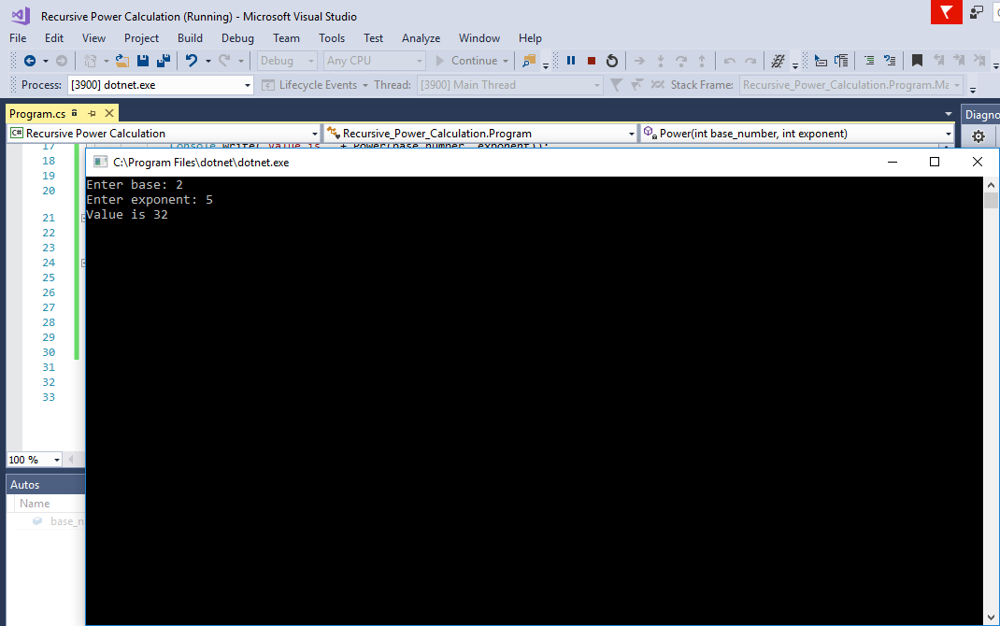 Recursive Power Calculation (Running) - Microsoft Visual Studio
File Edit View Project Build Debug Team Tools Test Analyze Window Help
Debug Any CPU Continue
Process: [3900] dotnet.exe Lifecycle Events Thread: [3900] Main Thread Stack Frame: Recursive_Power_Calculation.Program.Ma
Program.cs Diagno
C# Recursive Power Calculation Recursive_Power_Calculation.Program Power(int base_number, int exponent)
17 Console.Write("Value is " + Power(base_number, exponent));
18 C:\Program Files\dotnet\dotnet.exe
19 Enter base: 2
20 Enter exponent: 5
Value is 32
21
22
23
24
25
26
27
28
29
30
31
32
33
100 %
Autos
Name
base_n